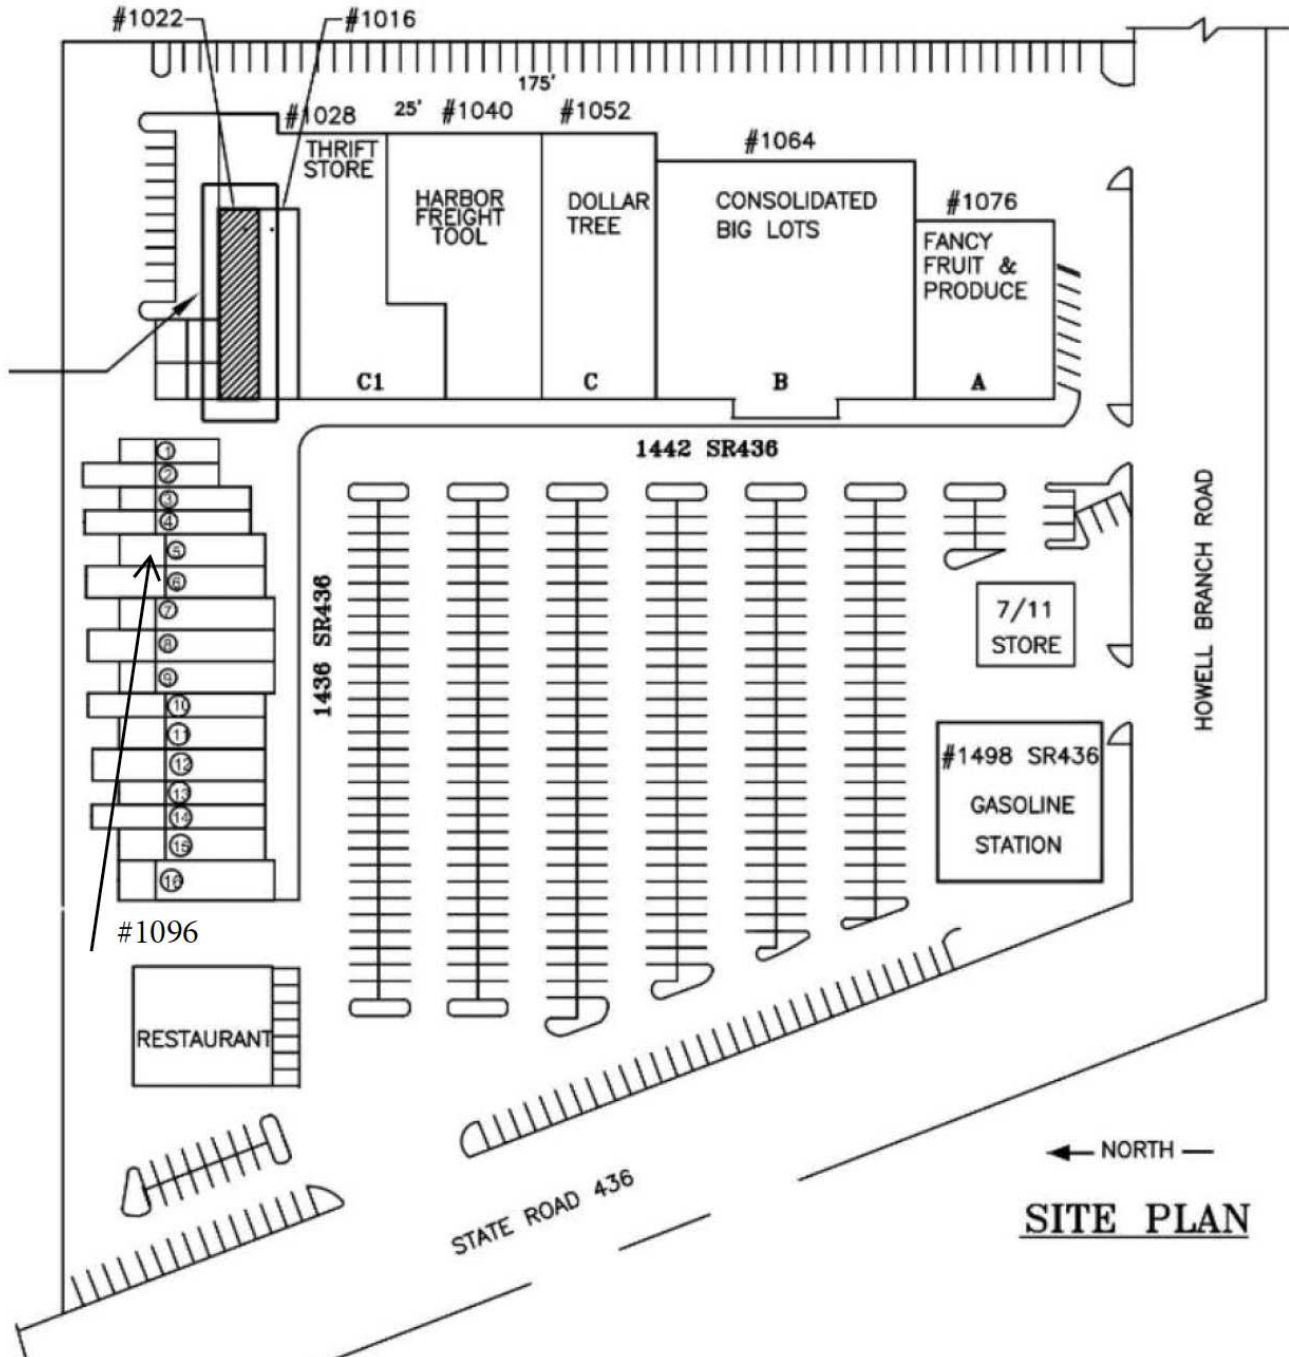 #1022
#1016
175'
#1028
25'
#1040
#1052
#1064
THRIFT
STORE
HARBOR
FREIGHT
TOOL
DOLLAR
TREE
CONSOLIDATED
BIG LOTS
#1076
FANCY
FRUIT &
PRODUCE
C1
C
B
A
1442 SR436
1
2
3
4
5
6
7
8
9
10
11
12
13
14
15
16
1436 SR436
7/11
STORE
HOWELL BRANCH ROAD
#1498 SR436
GASOLINE
STATION
#1096
RESTAURANT
STATE ROAD 436
NORTH
SITE PLAN